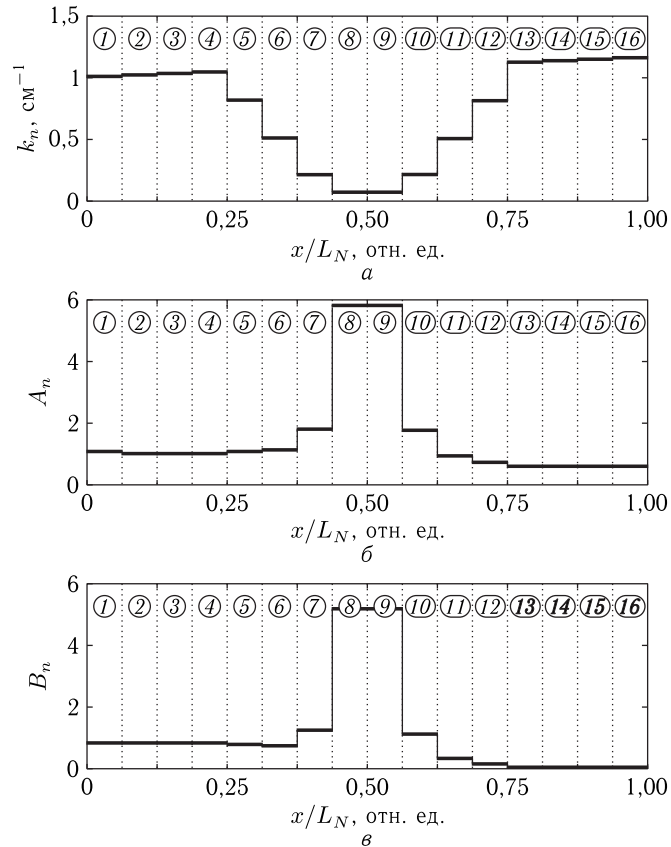 1,5
① ② ③ ④ ⑤ ⑥ ⑦ ⑧ ⑨ ⑩ ⑪ ⑫ ⑬ ⑭ ⑮ ⑯
1
0,5
0
kₙ, см⁻¹
0 0,25 0,50 0,75 1,00
x/L_N, отн. ед.
а
6
① ② ③ ④ ⑤ ⑥ ⑦ ⑧ ⑨ ⑩ ⑪ ⑫ ⑬ ⑭ ⑮ ⑯
4
2
0
Aₙ
0 0,25 0,50 0,75 1,00
x/L_N, отн. ед.
б
6
① ② ③ ④ ⑤ ⑥ ⑦ ⑧ ⑨ ⑩ ⑪ ⑫ ⑬ ⑭ ⑮ ⑯
4
2
0
Bₙ
0 0,25 0,50 0,75 1,00
x/L_N, отн. ед.
в